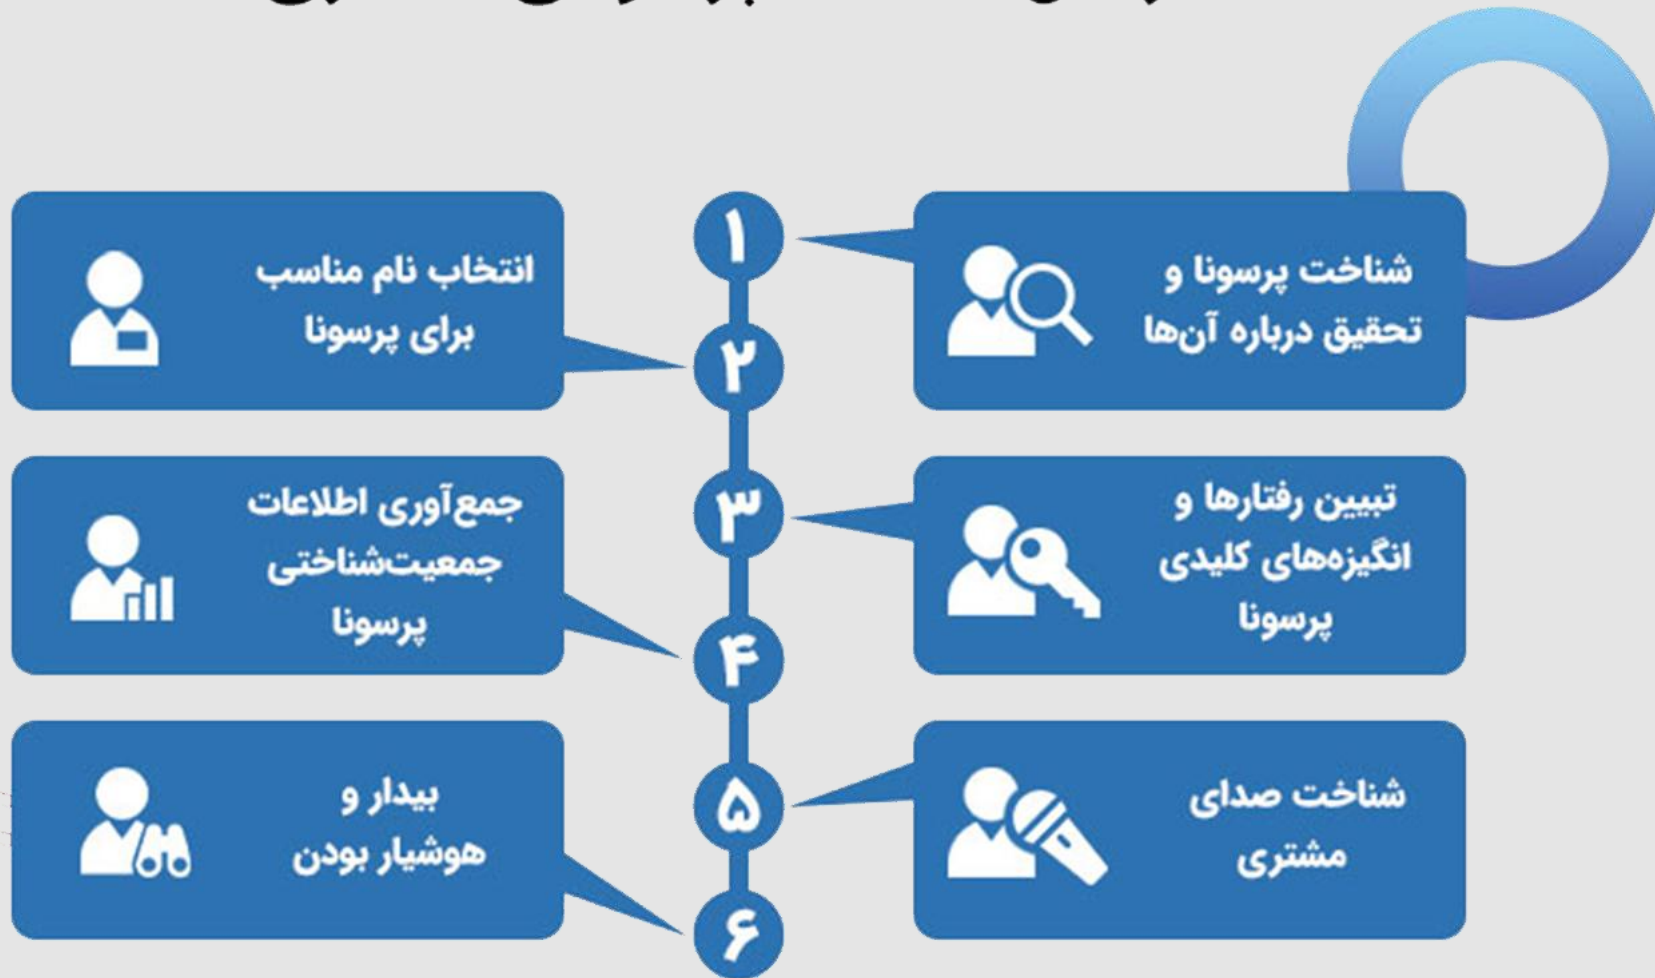 ۱
شناخت پرسونا و
تحقیق درباره آن‌ها
۲
انتخاب نام مناسب
برای پرسونا
۳
تبیین رفتارها و
انگیزه‌های کلیدی
پرسونا
۴
جمع‌آوری اطلاعات
جمعیت‌شناختی
پرسونا
۵
شناخت صدای
مشتری
۶
بیدار و
هوشیار بودن